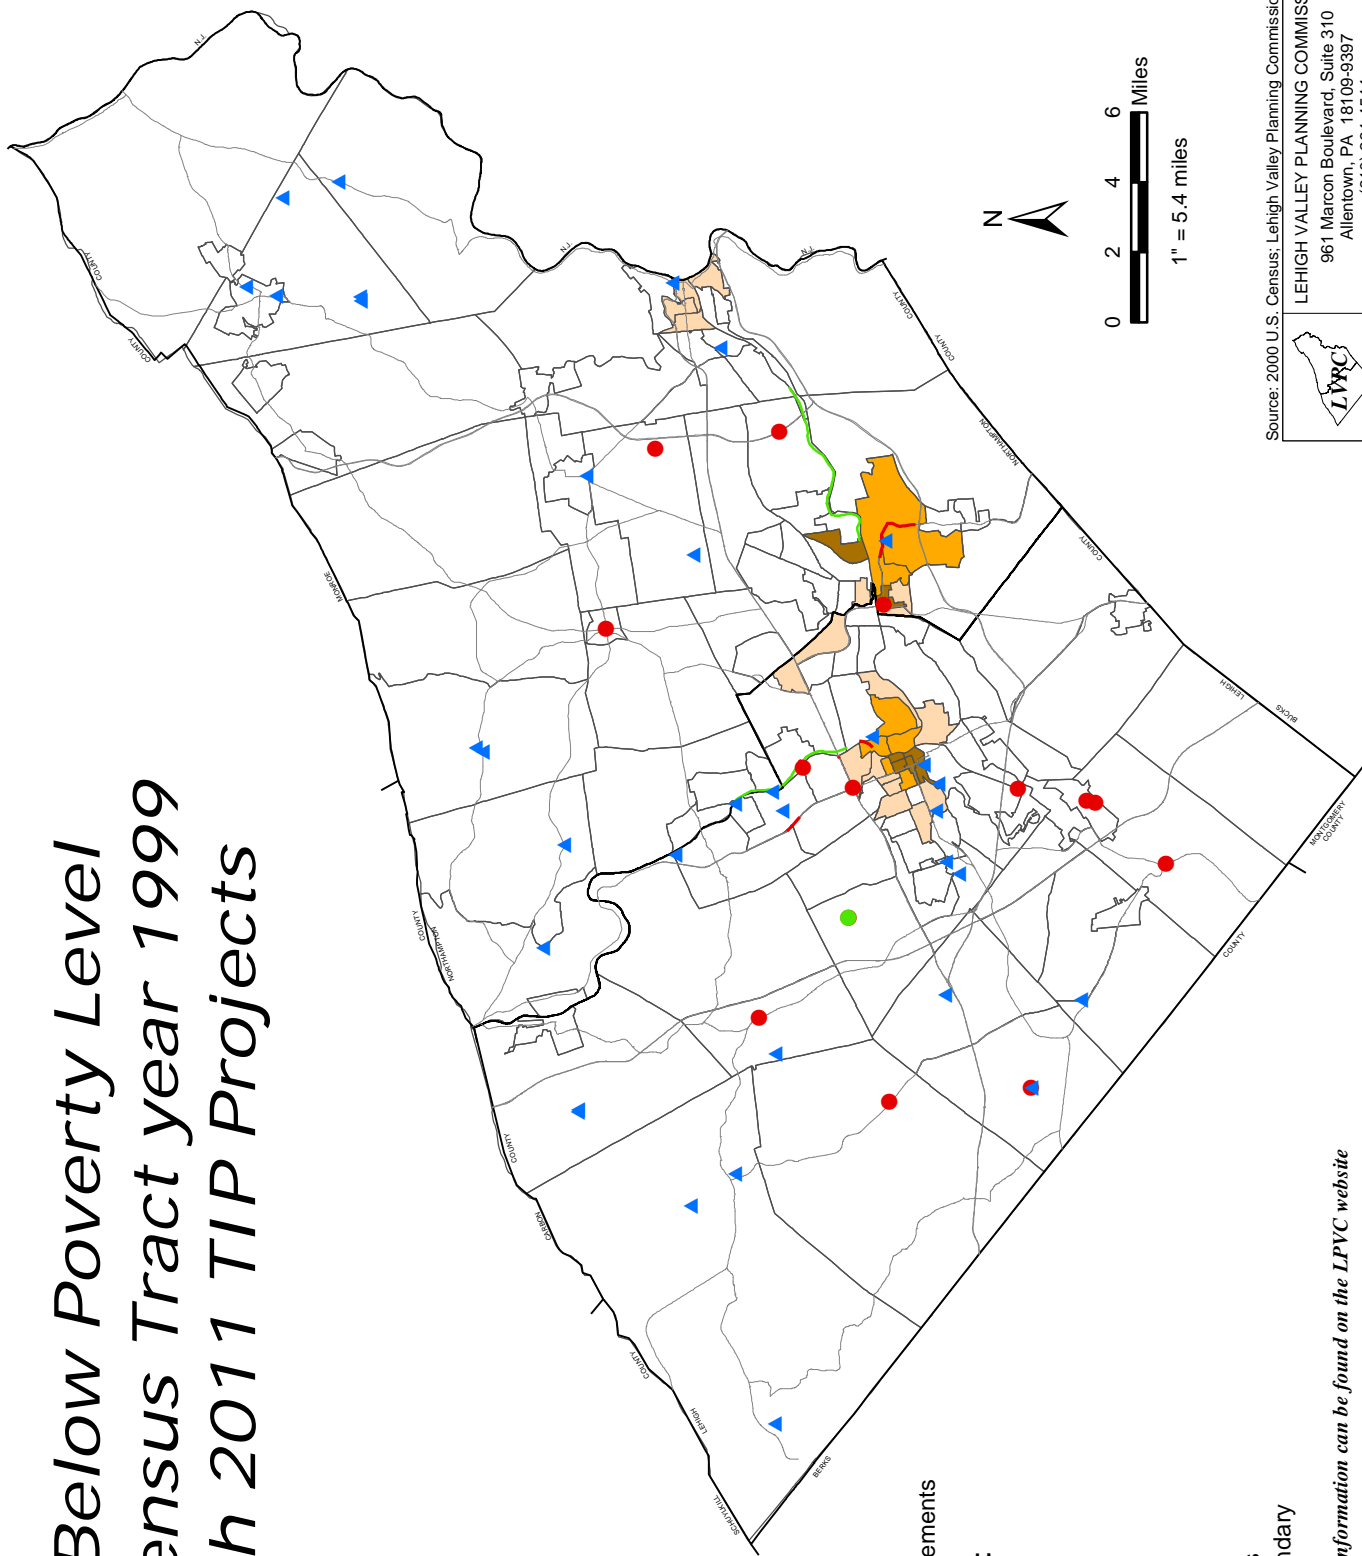 Below Poverty Level
ensus Tract year 1999
h 2011 TIP Projects
N.J.
COUNTY
COUNTY
MONROE
N.J.
N.J.
COUNTY
COUNTY
NORTHAMPTON
COUNTY
NORTHAMPTON
COUNTY
COUNTY
CARBON
COUNTY
LEHIGH
SCHUYLKILL
BERKS
COUNTY
LEHIGH
BUCKS
MONTGOMERY
COUNTY
N
0 2 4 6
Miles
1" = 5.4 miles
ements
ndary
Source: 2000 U.S. Census; Lehigh Valley Planning Commissio
LVPC
LEHIGH VALLEY PLANNING COMMISS
961 Marcon Boulevard, Suite 310
Allentown, PA 18109-9397
nformation can be found on the LPVC website